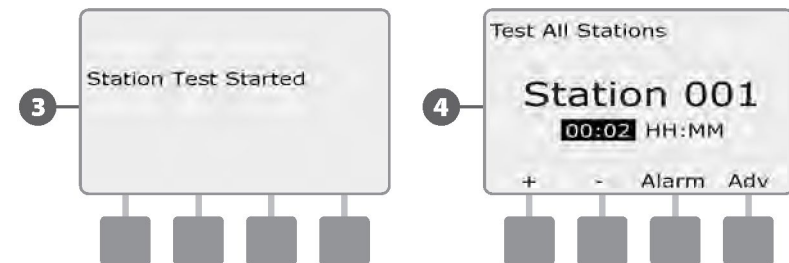 3
Station Test Started
4
Test All Stations
Station 001
00:02 HH:MM
+ - Alarm Adv